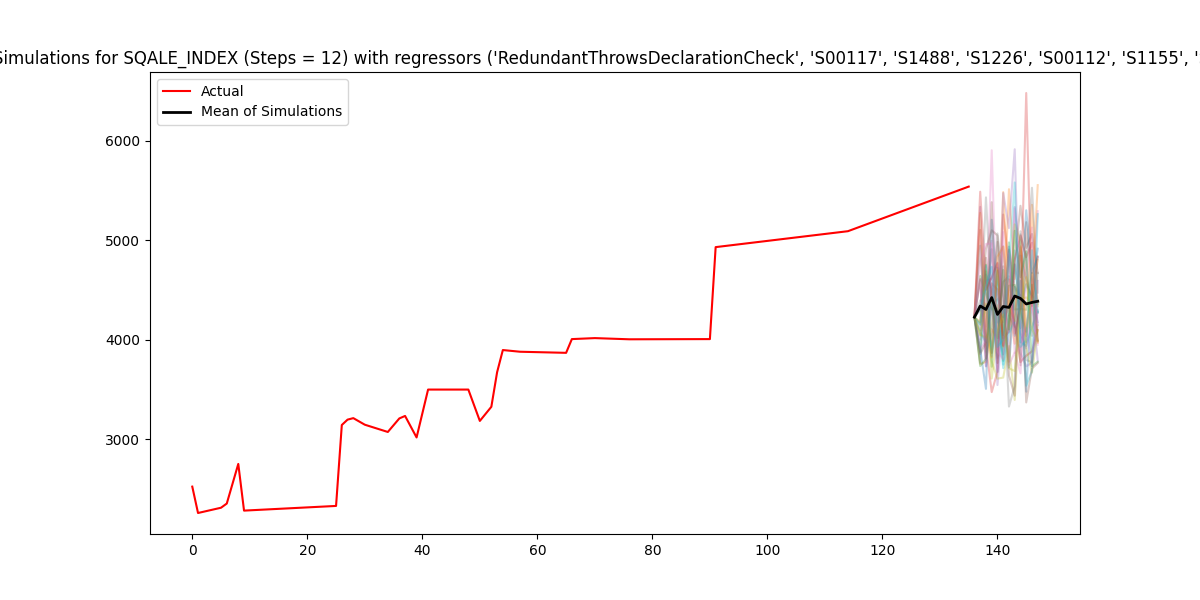 Simulations for SQALE_INDEX (Steps = 12) with regressors ('RedundantThrowsDeclarationCheck', 'S00117', 'S1488', 'S1226', 'S00112', 'S1155', '
Actual
Mean of Simulations
6000
5000
4000
3000
0 20 40 60 80 100 120 140